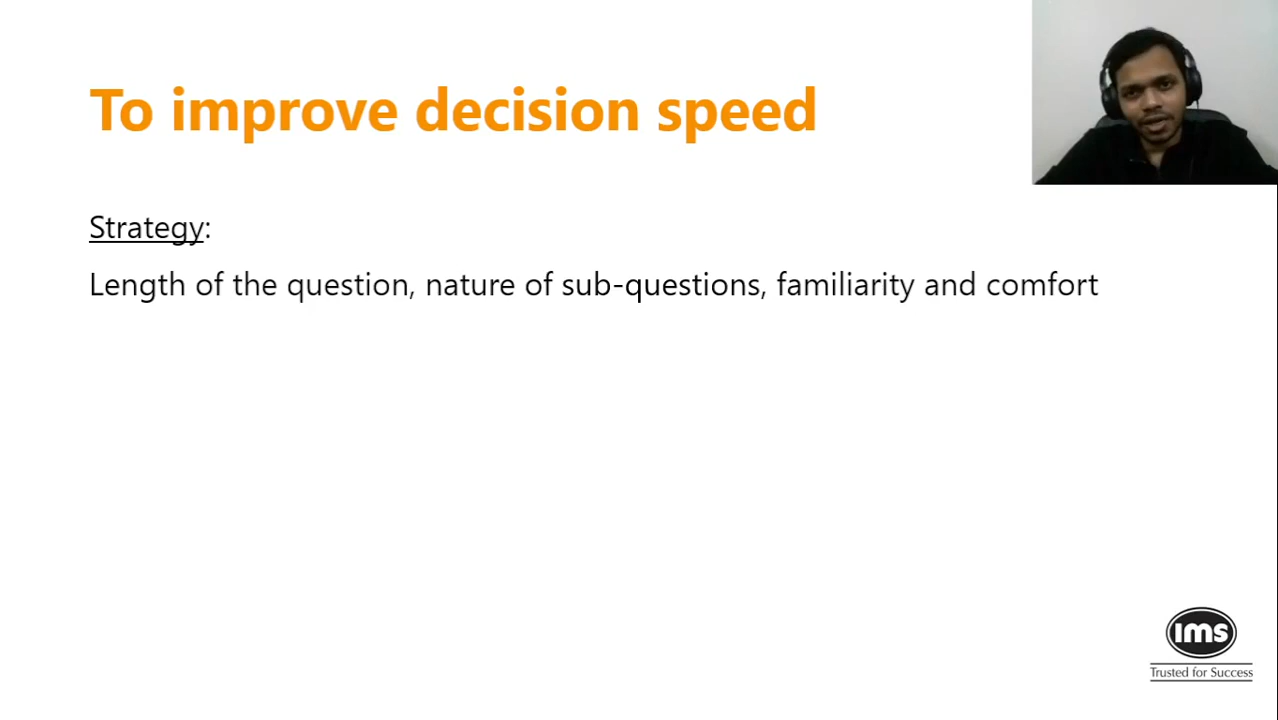 To improve decision speed
Strategy:
Length of the question, nature of sub-questions, familiarity and comfort
ims
Trusted for Success